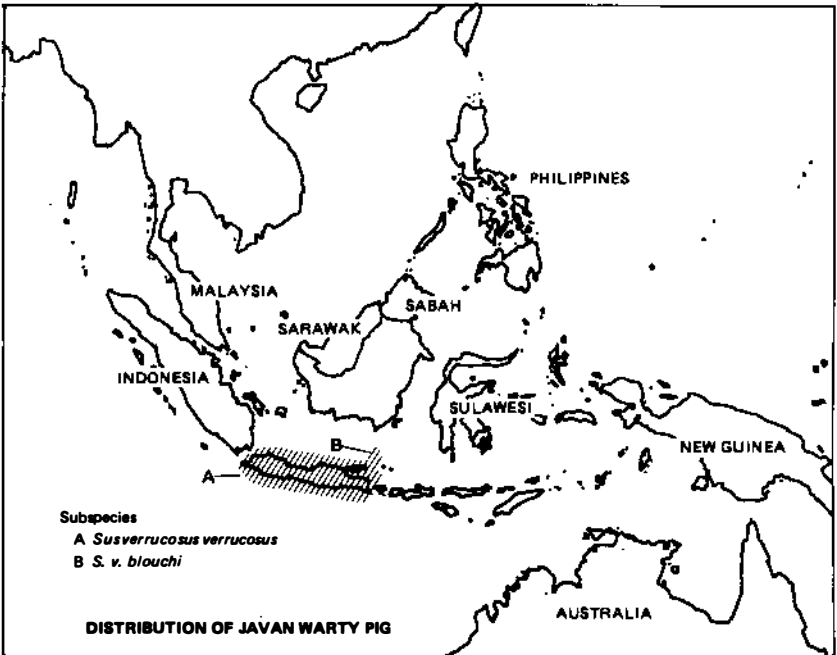 PHILIPPINES
MALAYSIA
SABAH
SARAWAK
INDONESIA
SULAWESI
B
NEW GUINEA
A
Subspecies
A Susverrucosus verrucosus
B S. v. blouchi
AUSTRALIA
DISTRIBUTION OF JAVAN WARTY PIG